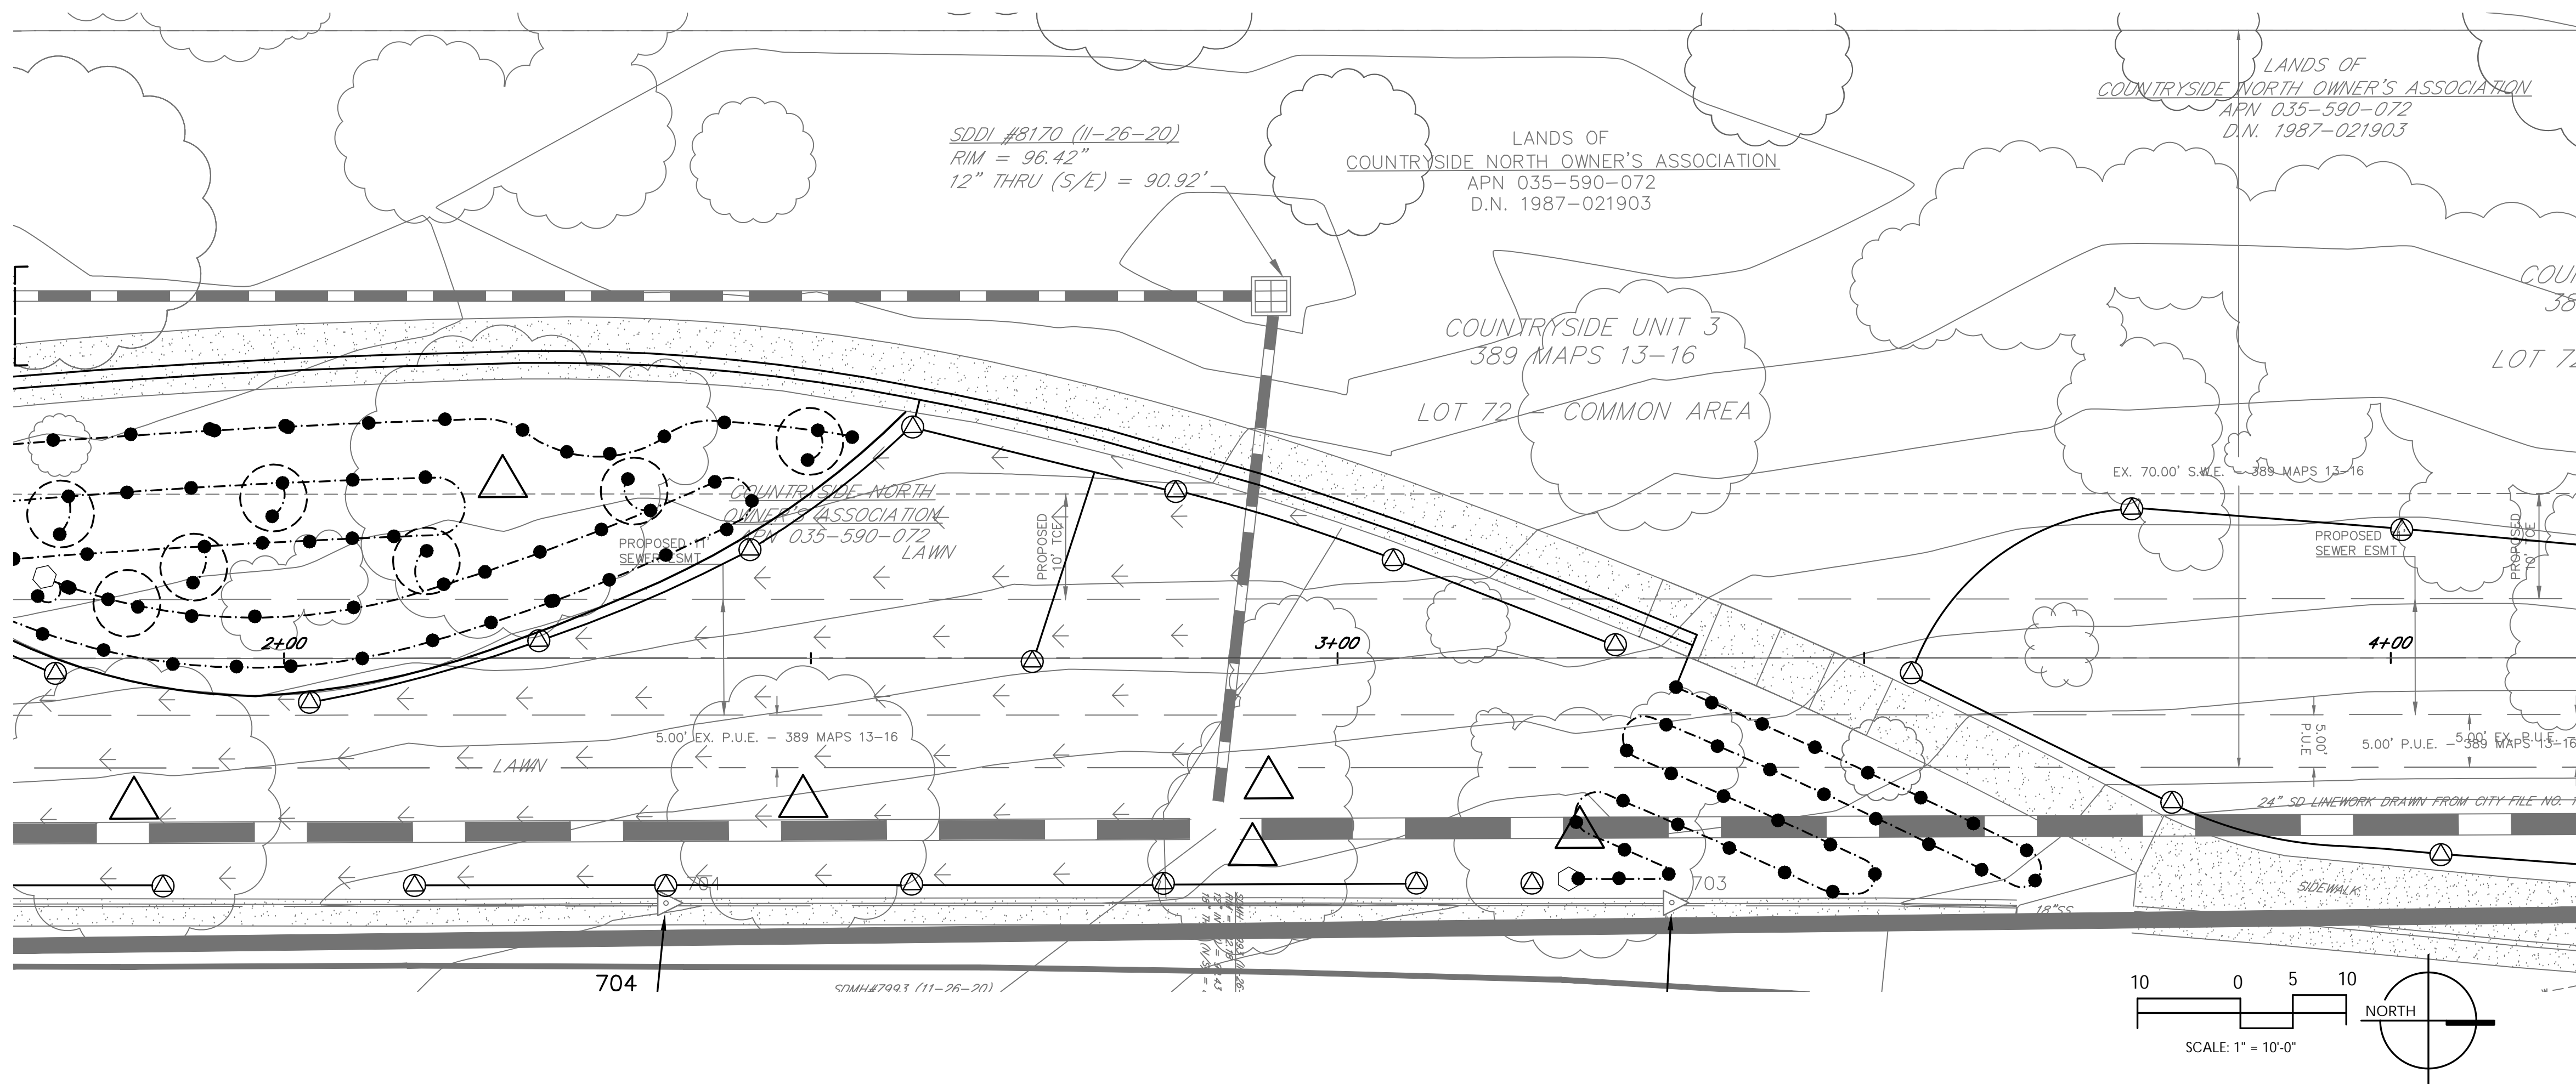 LANDS OF
COUNTRYSIDE NORTH OWNER'S ASSOCIATION
APN 035-590-072
D.N. 1987-021903
SDDI #8170 (11-26-20)
RIM = 96.42"
12" THRU (S/E) = 90.92'
LANDS OF
COUNTRYSIDE NORTH OWNER'S ASSOCIATION
APN 035-590-072
D.N. 1987-021903
COUNTRYSIDE UNIT 3
389 MAPS 13-16
LOT 72 - COMMON AREA
LOT 72
EX. 70.00' S.W.E. - 389 MAPS 13-16
COUNTRYSIDE NORTH
OWNER'S ASSOCIATION
APN 035-590-072
LAWN
PROPOSED 11'
SEWER ESMT
PROPOSED
10' TCE
PROPOSED
SEWER ESMT
PROPOSED
10' TCE
2+00
3+00
4+00
5.00' EX. P.U.E. - 389 MAPS 13-16
5.00'
P.U.E
5.00' P.U.E. - 389 MAPS 13-16
5.00' EX. P.U.E. -
LAWN
24" SD LINEWORK DRAWN FROM CITY FILE NO.
704
703
SIDEWALK
18"SS
704
SDMH#7993 (11-26-20)
10 0 5 10
NORTH
SCALE: 1" = 10'-0"